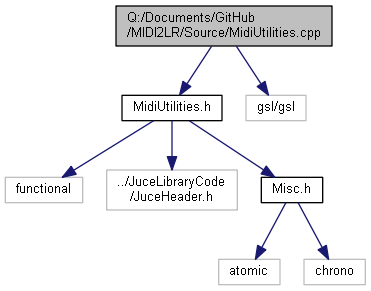 Q:/Documents/GitHub
/MIDI2LR/Source/MidiUtilities.cpp
MidiUtilities.h
gsl/gsl
functional
../JuceLibraryCode
/JuceHeader.h
Misc.h
atomic
chrono